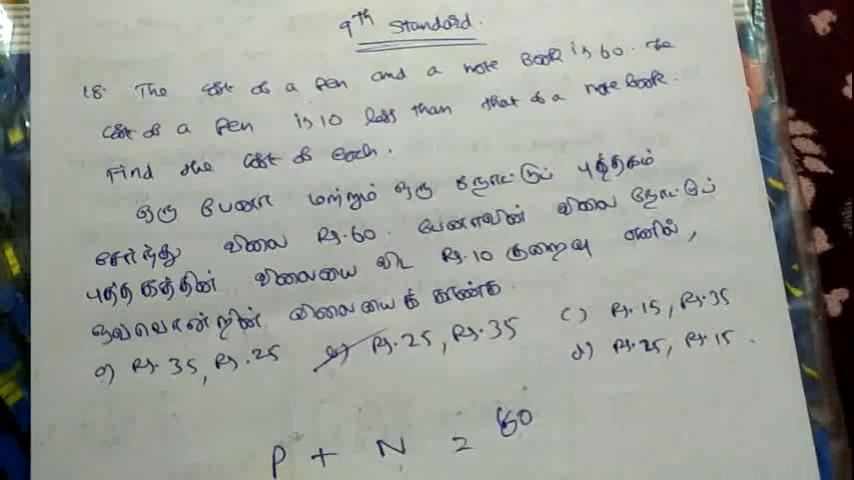 9th Standard.
18. The cost of a pen and a note book is 60. The
cost of a pen is 10 less than that of a note book.
Find the cost of each.
ஒரு பேனா மற்றும் ஒரு நோட்டுப் புத்தகம்
சேர்ந்து விலை Rs.60. பேனாவின் விலை நோட்டுப்
புத்தகத்தின் விலையை விட Rs.10 குறைவு எனில்,
ஒவ்வொன்றின் விலையைக் காண்க.
a) Rs.35, Rs.25 b) Rs.25, Rs.35 c) Rs.15, Rs.35
d) Rs.25, Rs.15.
P + N = 60